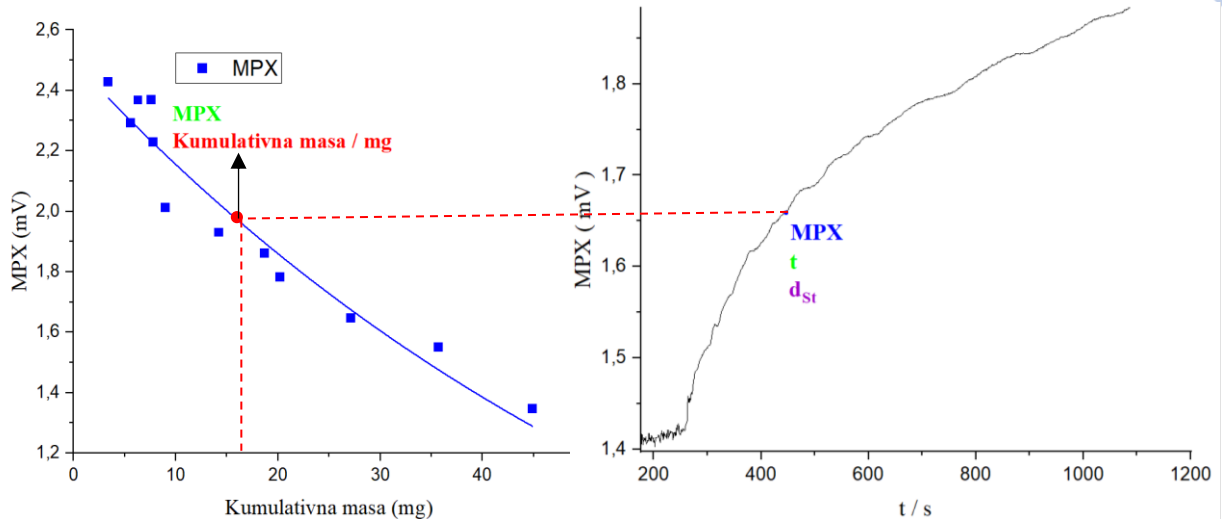 2,6
2,4
2,2
2,0
1,8
1,6
1,4
1,2
MPX (mV)
MPX
MPX
Kumulativna masa / mg
0
10
20
30
40
Kumulativna masa (mg)
1,8
1,7
1,6
1,5
1,4
MPX ( mV )
MPX
t
dSt
200
400
600
800
1000
1200
t / s